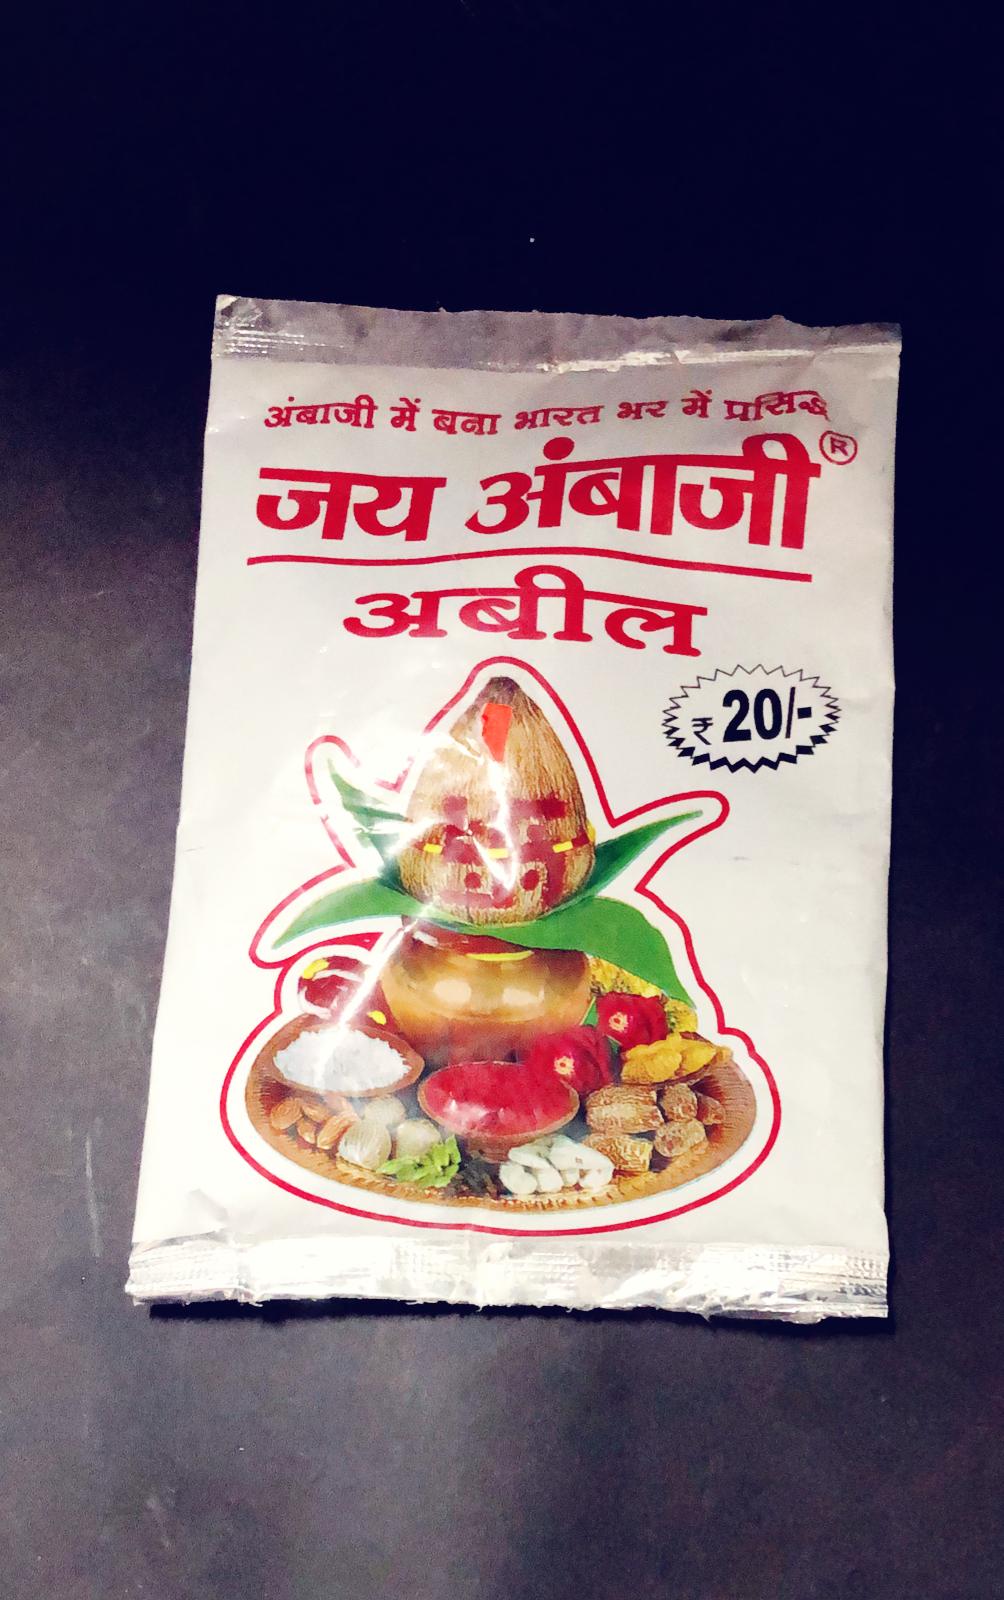 अंबाजी में बना भारत भर में प्रसिद्ध
जय अंबाजी ®
अबील
₹ 20/-